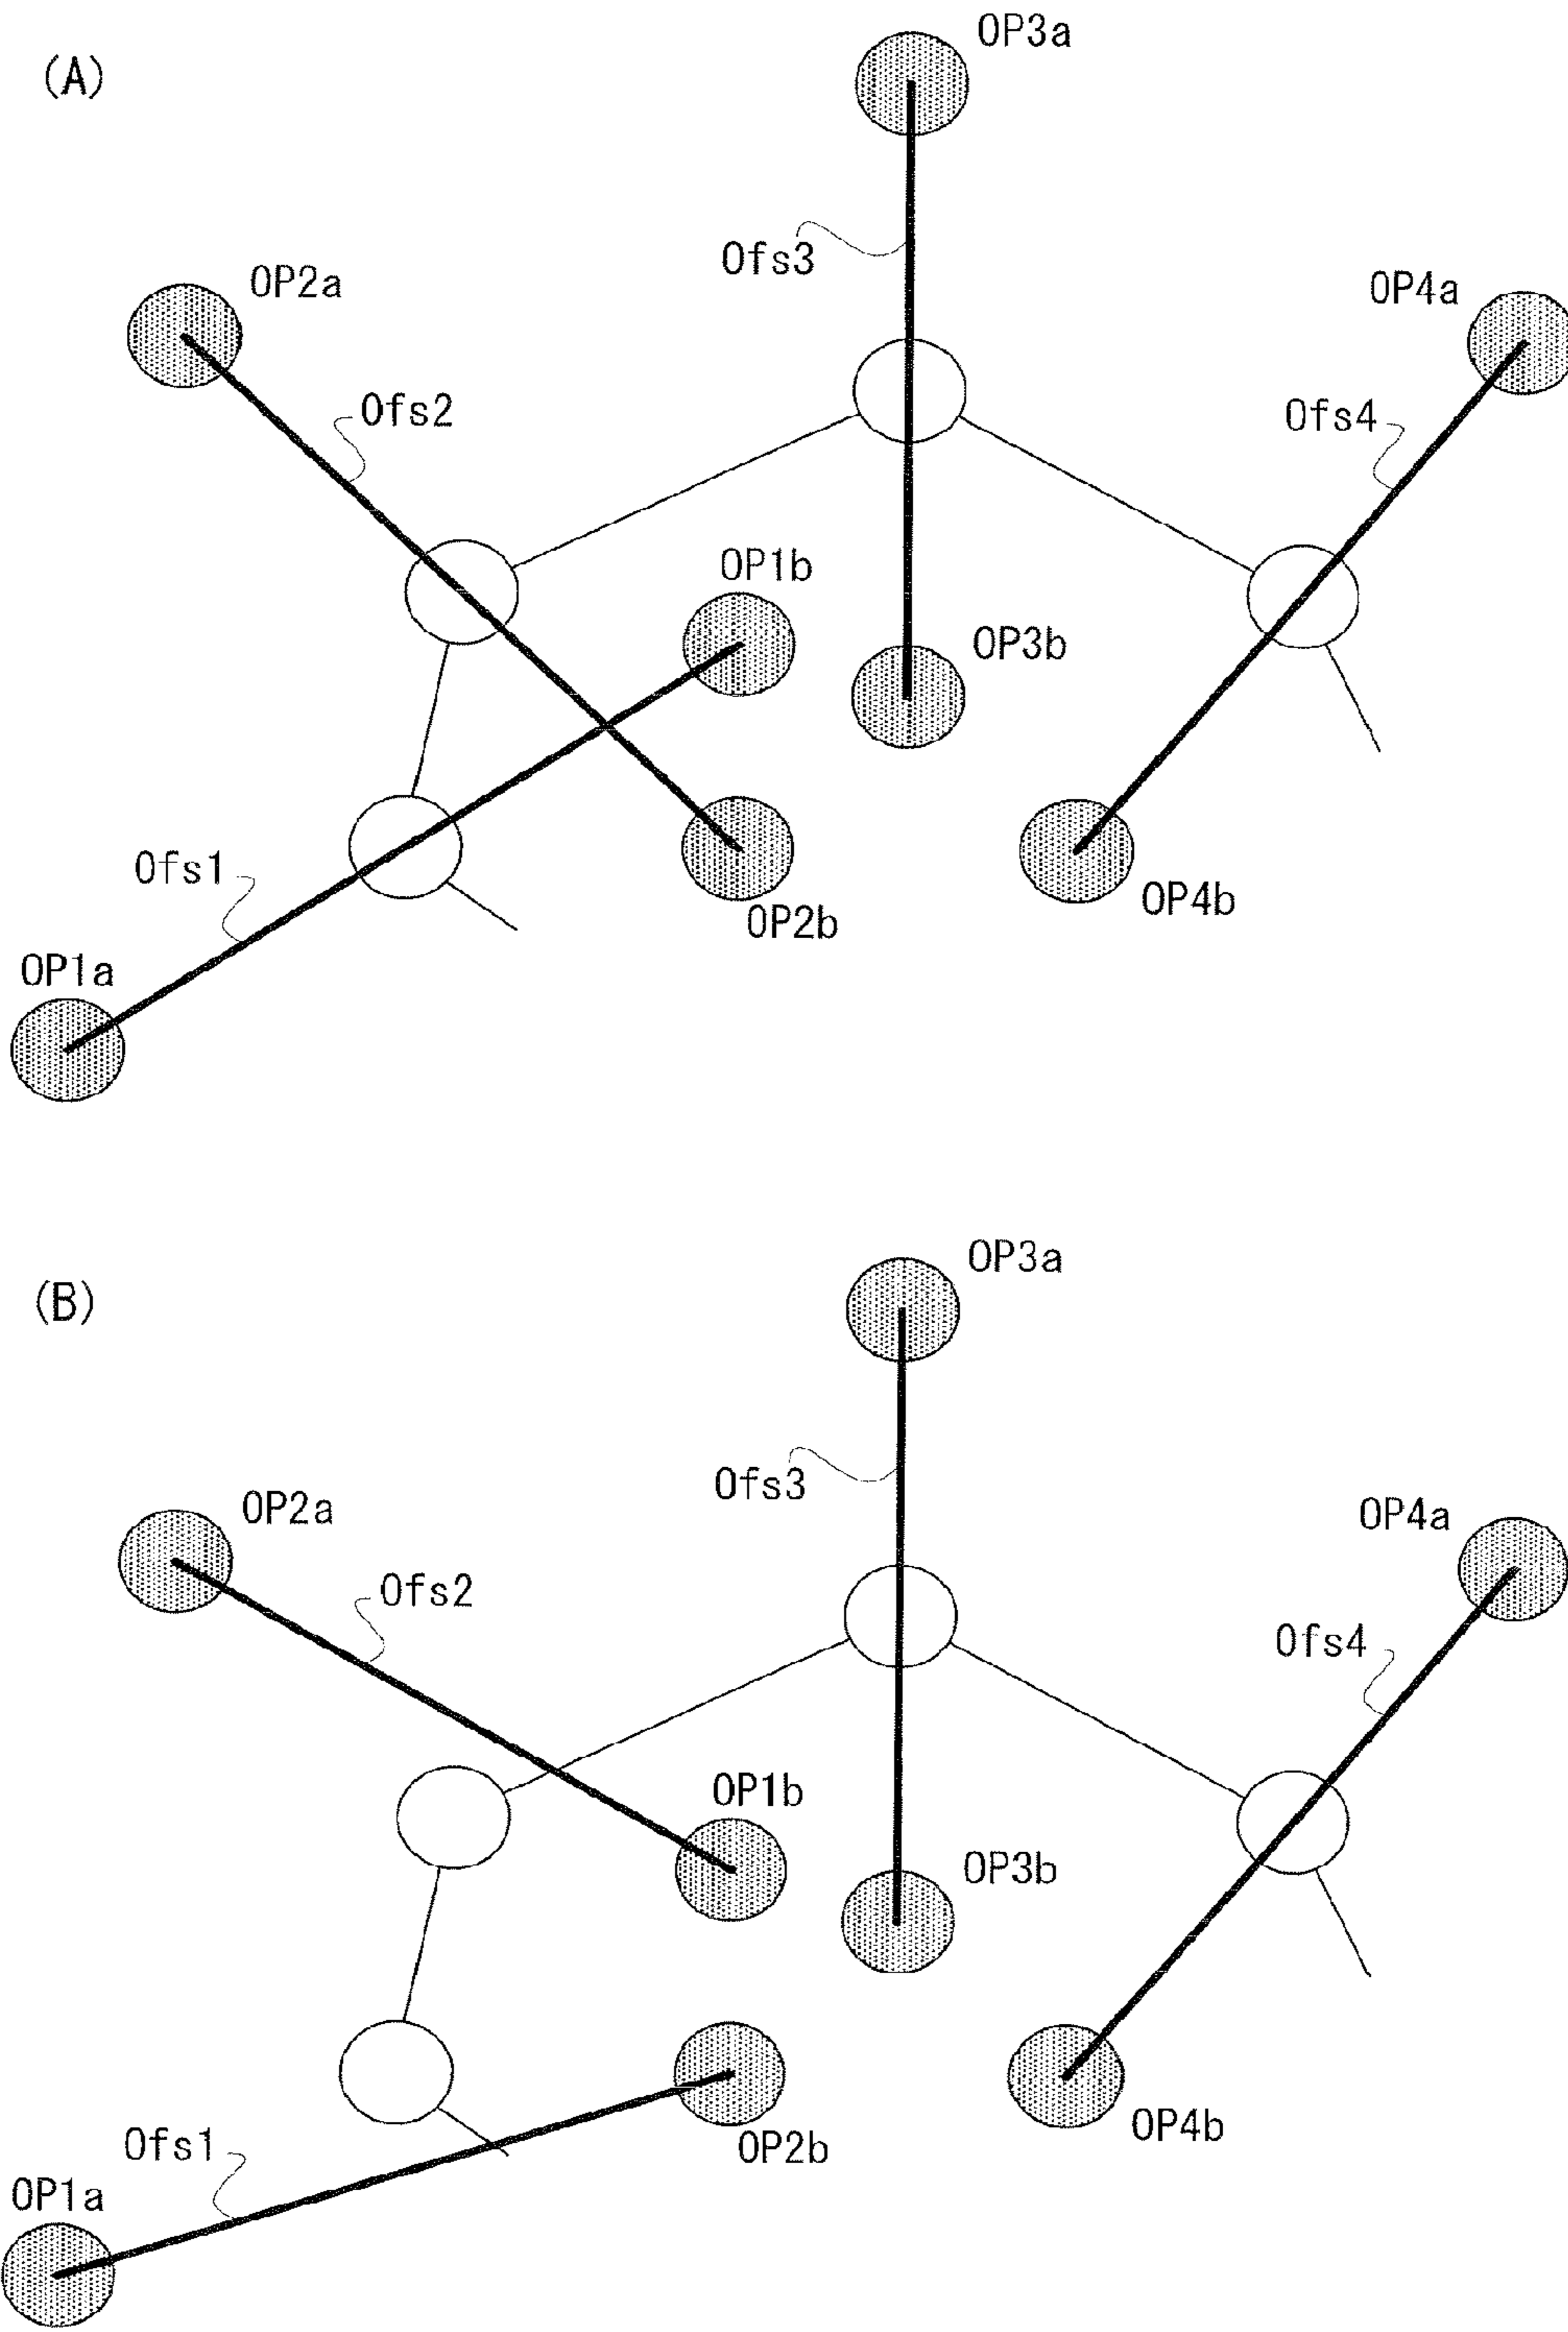 (A)
OP3a
Ofs3
OP2a
OP4a
Ofs2
Ofs4
OP1b
OP3b
Ofs1
OP4b
OP2b
OP1a
(B)
OP3a
Ofs3
OP2a
OP4a
Ofs2
Ofs4
OP1b
OP3b
OP4b
Ofs1
OP2b
OP1a